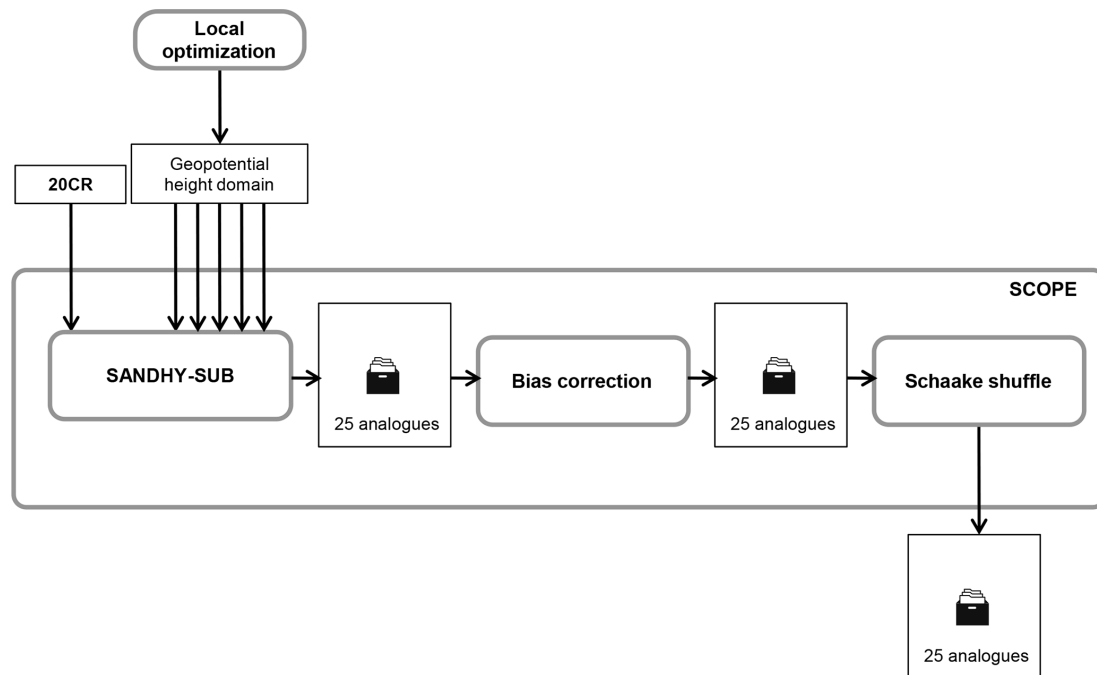 Local
optimization
Geopotential
height domain
20CR
SCOPE
SANDHY-SUB
25 analogues
Bias correction
25 analogues
Schaake shuffle
25 analogues